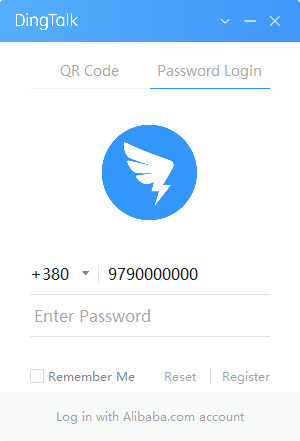 DingTalk
QR Code Password Login
+380 9790000000
Enter Password
Remember Me Reset Register
Log in with Alibaba.com account